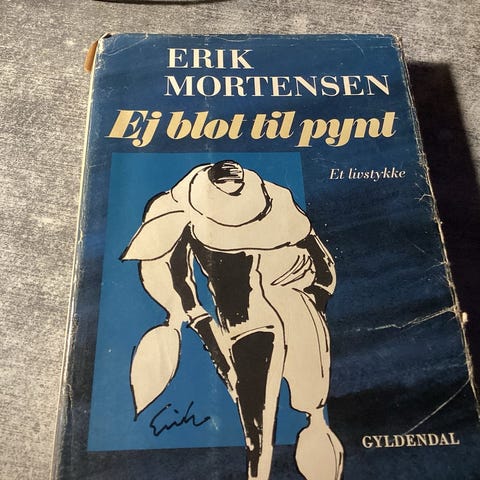 ERIK
MORTENSEN
Ej blot til pynt
Et livstykke
Erik
GYLDENDAL